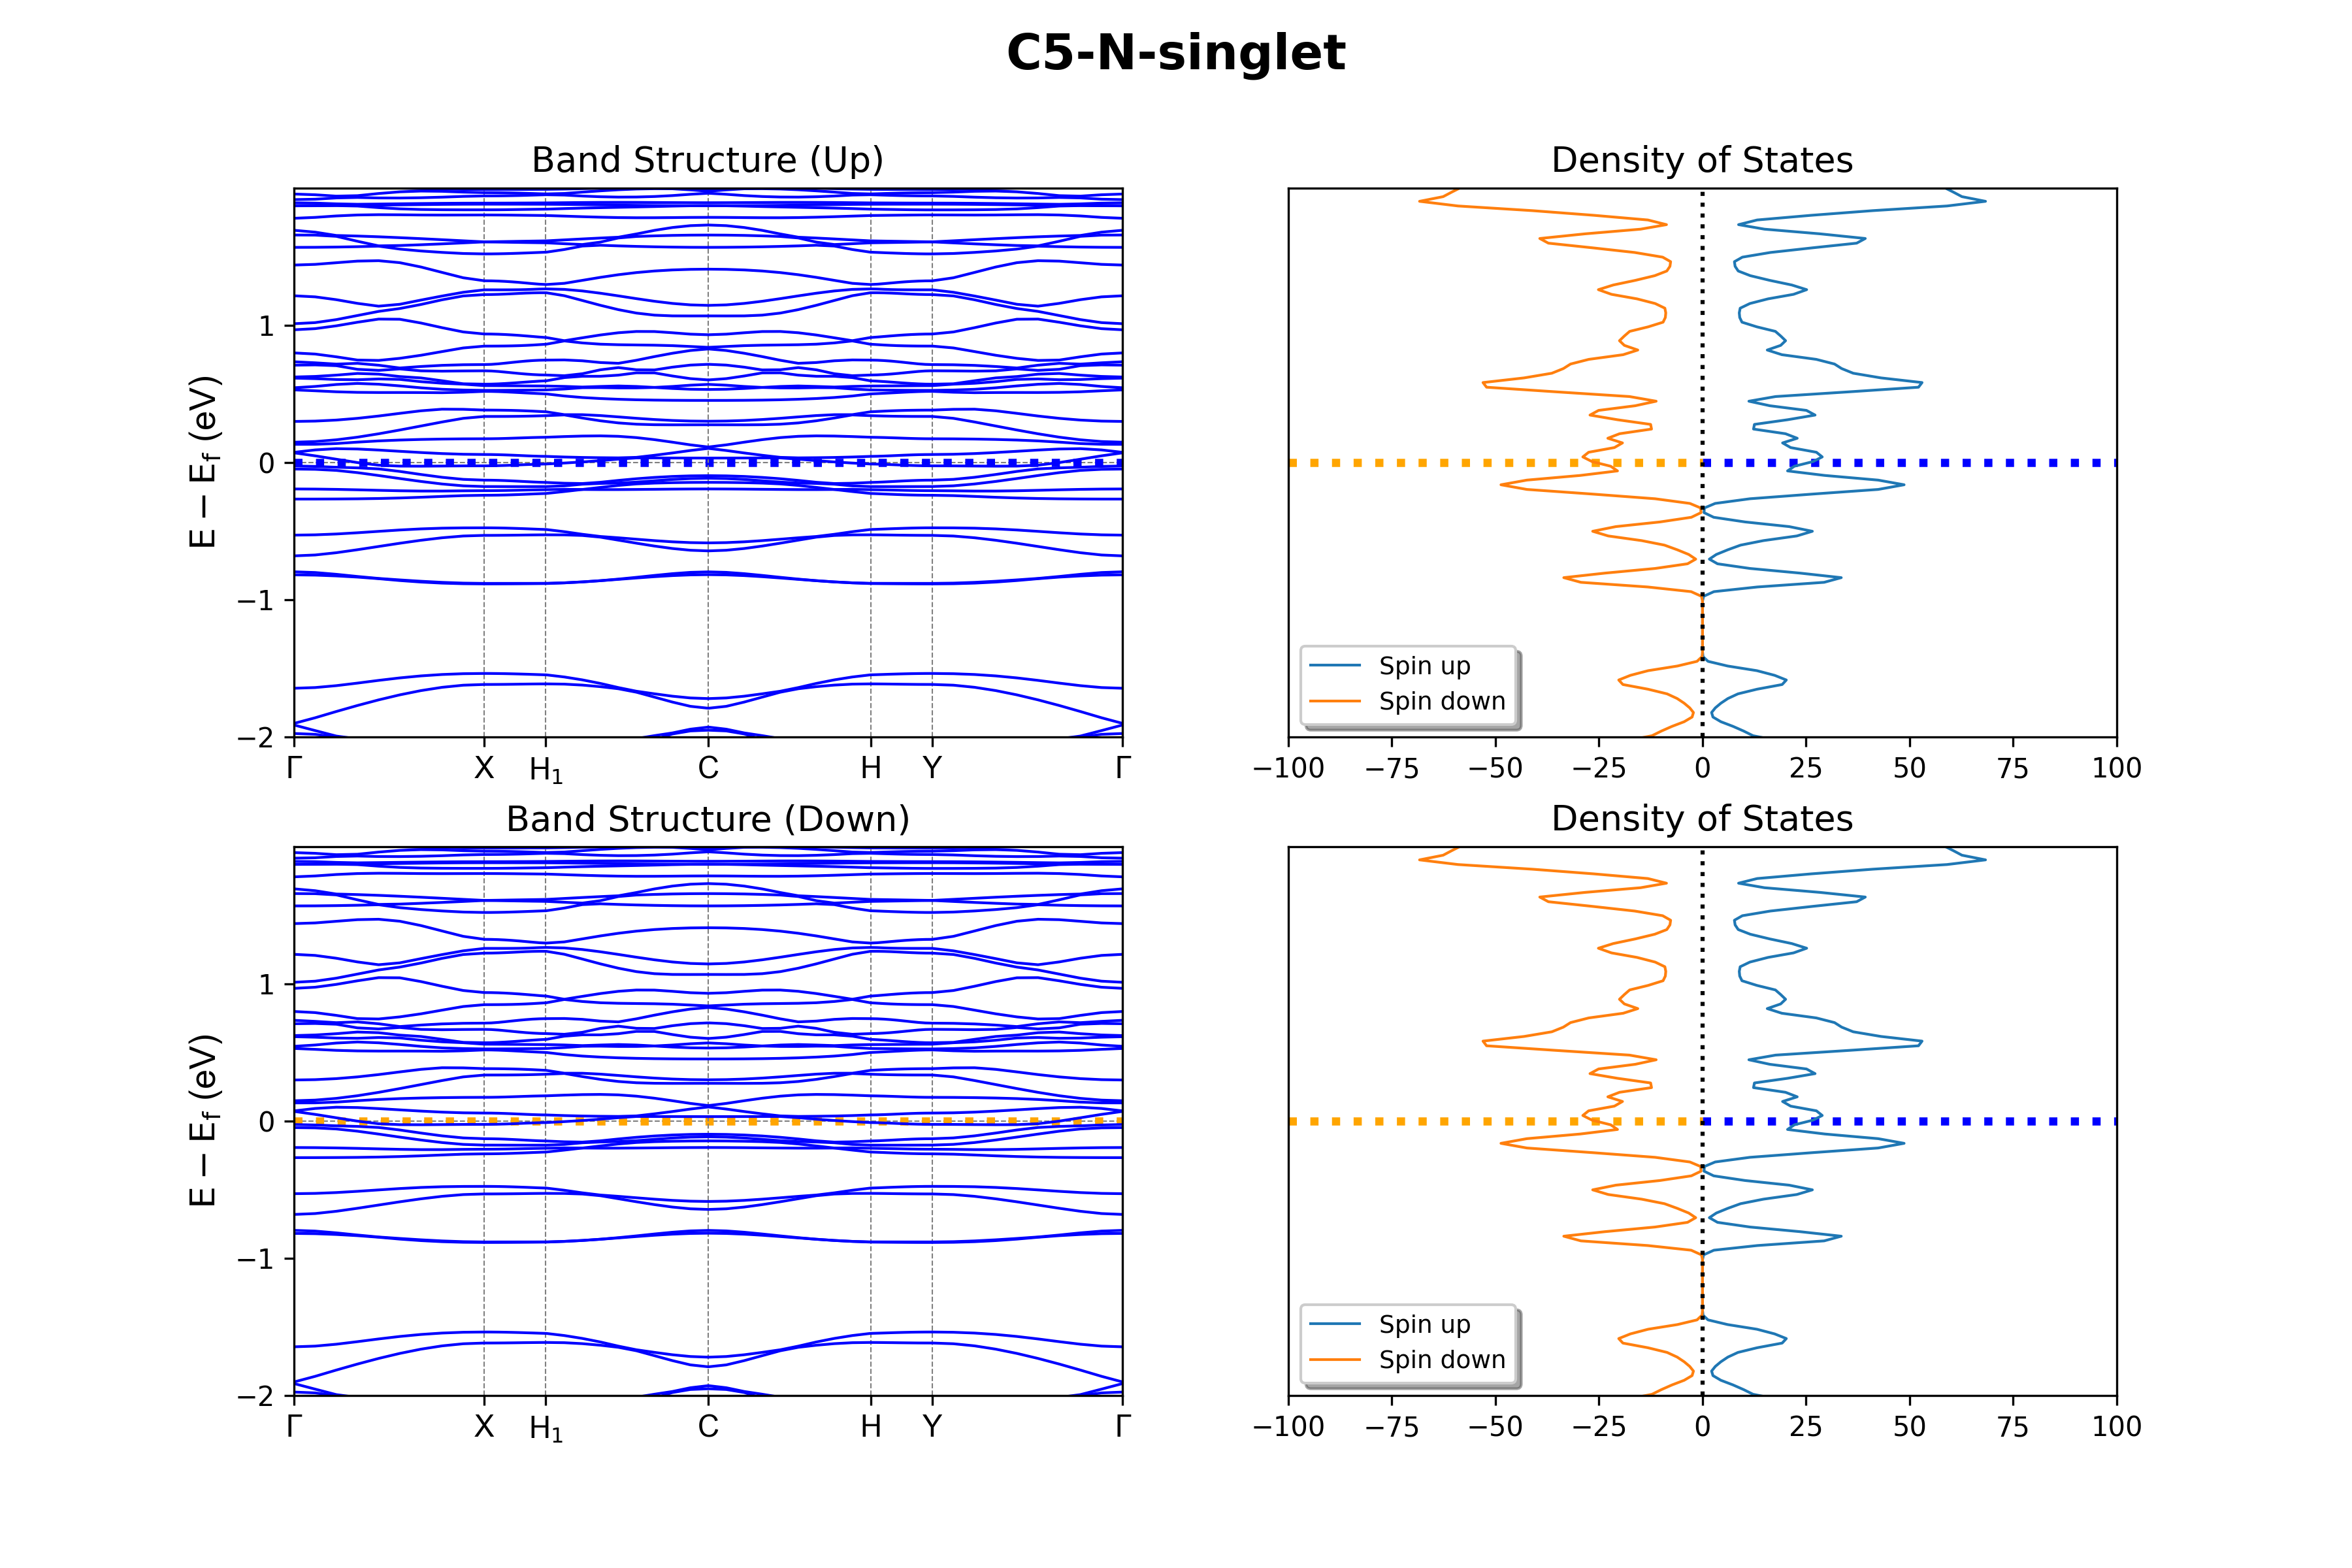 C5-N-singlet
Band Structure (Up)
E − E_f (eV)
1
0
−1
−2
Γ X H₁ C H Y Γ
Density of States
Spin up
Spin down
−100 −75 −50 −25 0 25 50 75 100
Band Structure (Down)
E − E_f (eV)
1
0
−1
−2
Γ X H₁ C H Y Γ
Density of States
Spin up
Spin down
−100 −75 −50 −25 0 25 50 75 100